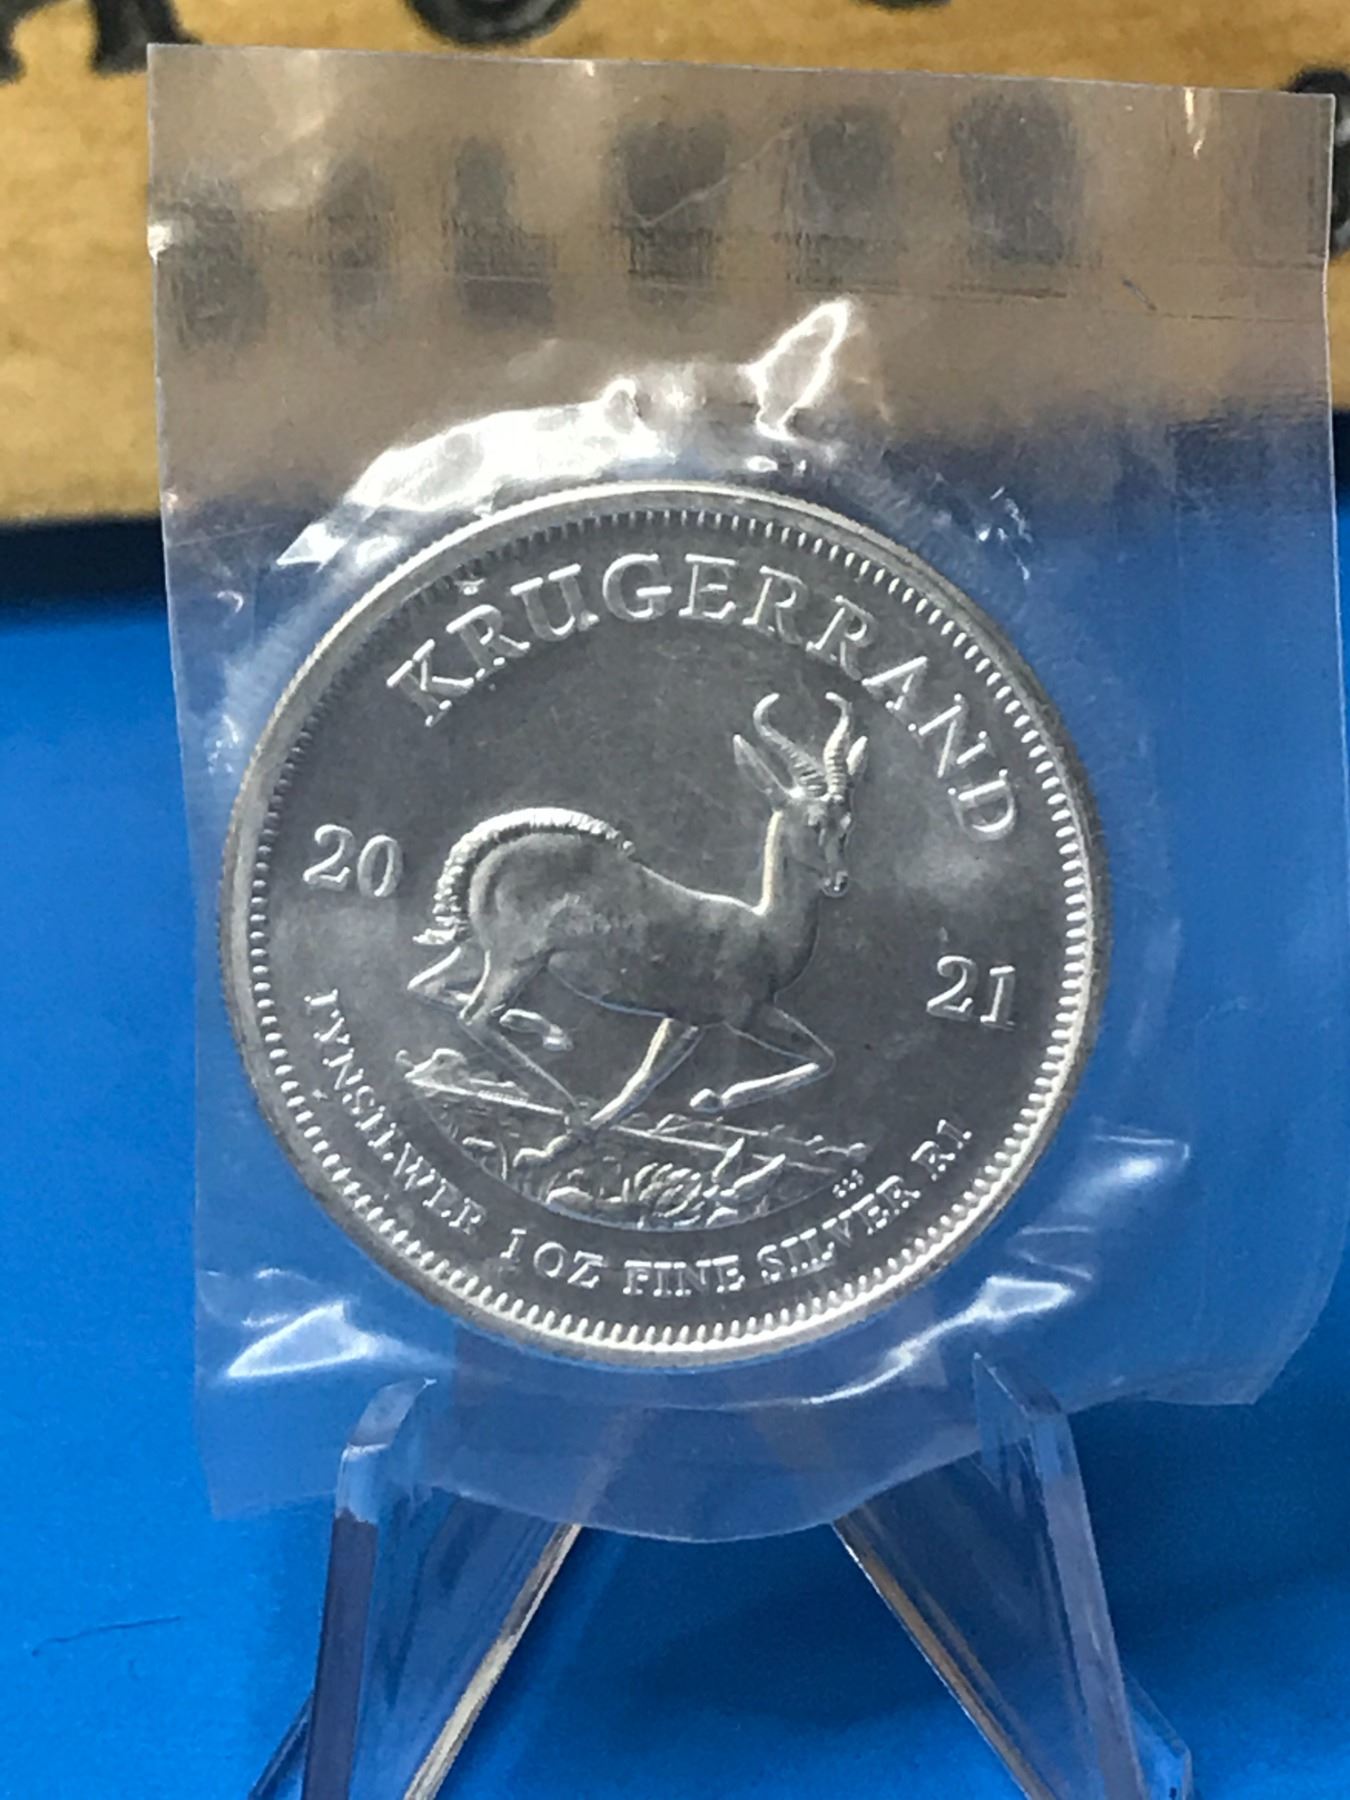 KRUGERRAND
20 21
FYNSILWER 1 OZ FINE SILVER R1